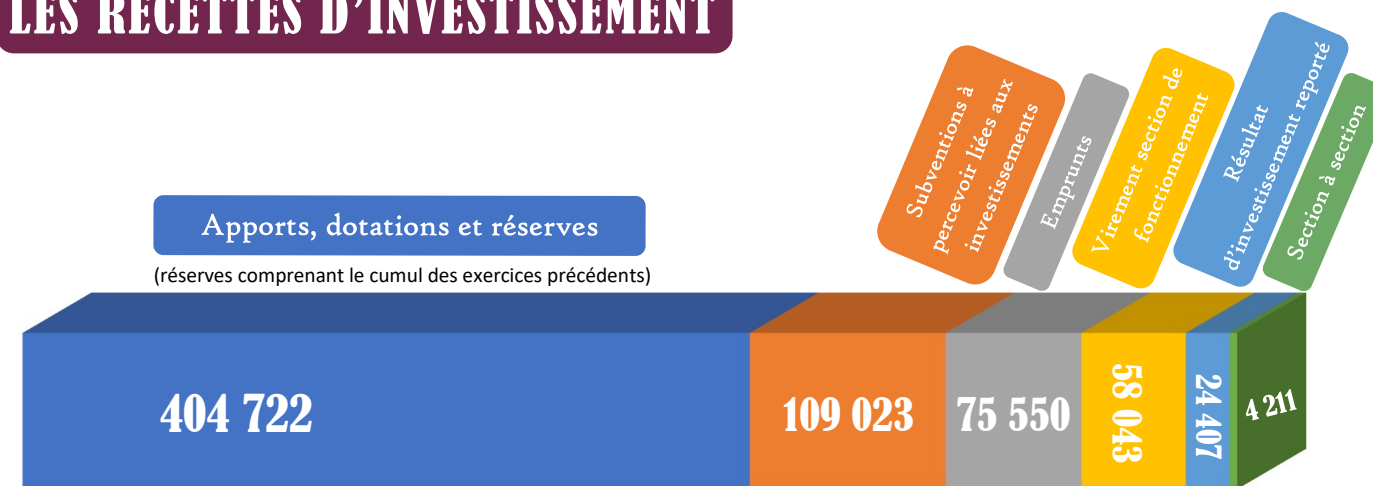 LES RECETTES D'INVESTISSEMENT
Subventions à
percevoir liées aux
investissements
Emprunts
Virement section de
fonctionnement
Résultat
d'investissement reporté
Section à section
Apports, dotations et réserves
(réserves comprenant le cumul des exercices précédents)
404 722
109 023
75 550
58 043
24 407
4 211